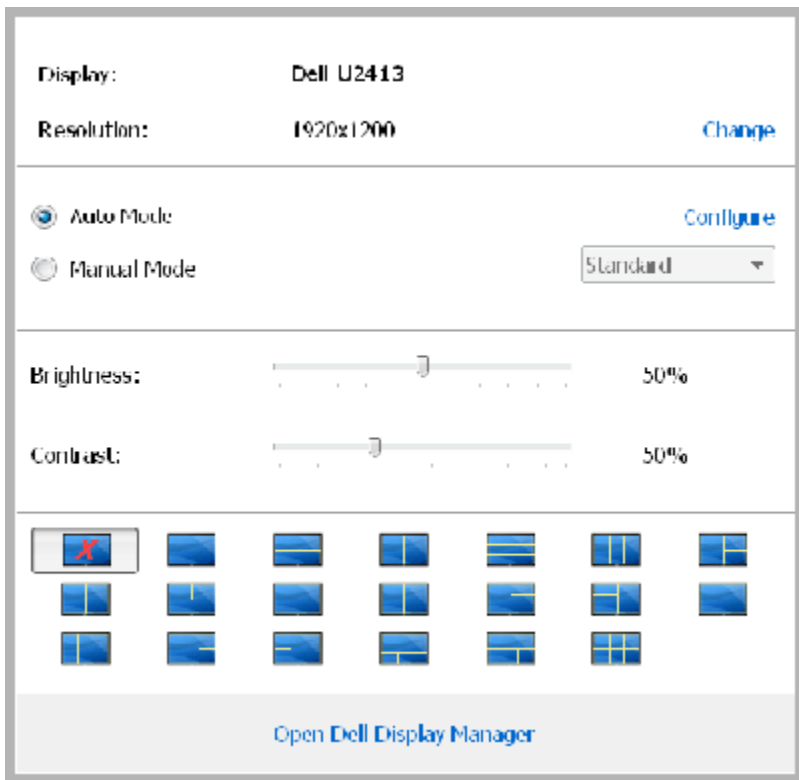 Display: Dell U2413
Resolution: 1920x1200 Change
Auto Mode Configure
Manual Mode Standard
Brightness: 50%
Contrast: 50%
Open Dell Display Manager